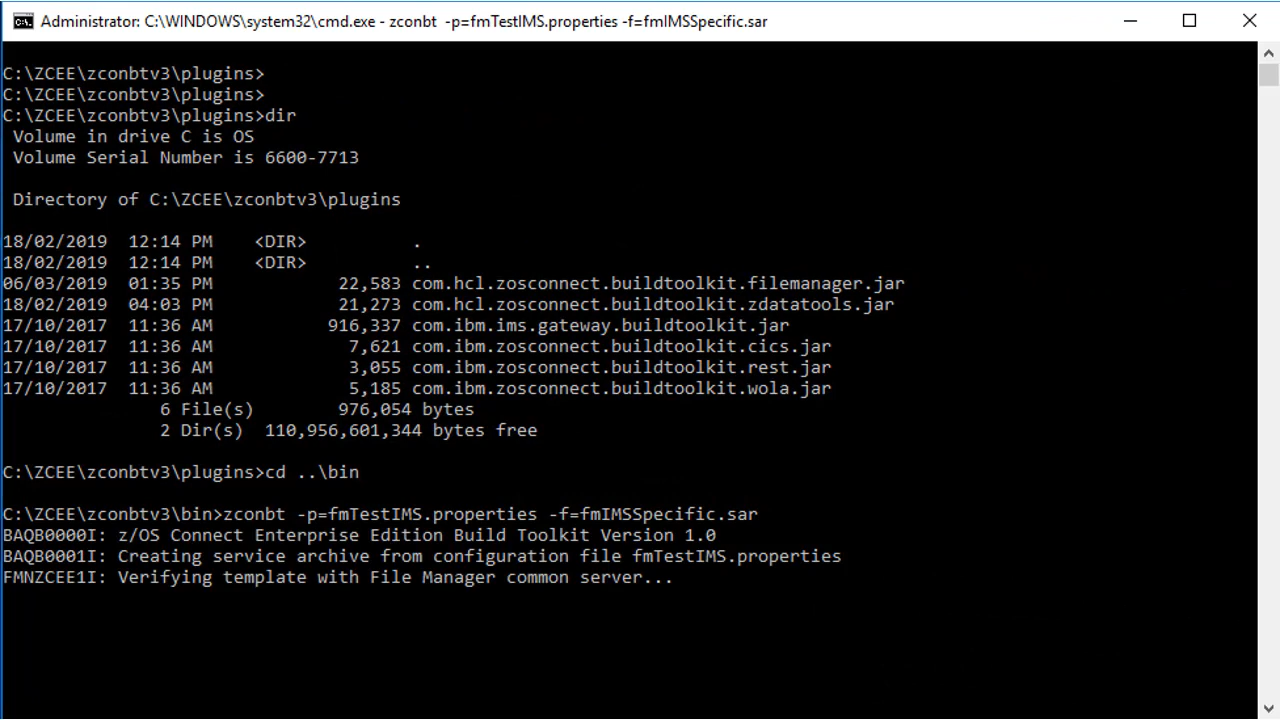 Administrator: C:\WINDOWS\system32\cmd.exe - zconbt  -p=fmTestIMS.properties -f=fmIMSSpecific.sar
C:\ZCEE\zconbtv3\plugins>
C:\ZCEE\zconbtv3\plugins>
C:\ZCEE\zconbtv3\plugins>dir
 Volume in drive C is OS
 Volume Serial Number is 6600-7713
 Directory of C:\ZCEE\zconbtv3\plugins
18/02/2019  12:14 PM    <DIR>          .
18/02/2019  12:14 PM    <DIR>          ..
06/03/2019  01:35 PM            22,583 com.hcl.zosconnect.buildtoolkit.filemanager.jar
18/02/2019  04:03 PM            21,273 com.hcl.zosconnect.buildtoolkit.zdatatools.jar
17/10/2017  11:36 AM           916,337 com.ibm.ims.gateway.buildtoolkit.jar
17/10/2017  11:36 AM             7,621 com.ibm.zosconnect.buildtoolkit.cics.jar
17/10/2017  11:36 AM             3,055 com.ibm.zosconnect.buildtoolkit.rest.jar
17/10/2017  11:36 AM             5,185 com.ibm.zosconnect.buildtoolkit.wola.jar
               6 File(s)        976,054 bytes
               2 Dir(s)  110,956,601,344 bytes free
C:\ZCEE\zconbtv3\plugins>cd ..\bin
C:\ZCEE\zconbtv3\bin>zconbt -p=fmTestIMS.properties -f=fmIMSSpecific.sar
BAQB0000I: z/OS Connect Enterprise Edition Build Toolkit Version 1.0
BAQB0001I: Creating service archive from configuration file fmTestIMS.properties
FMNZCEE1I: Verifying template with File Manager common server...